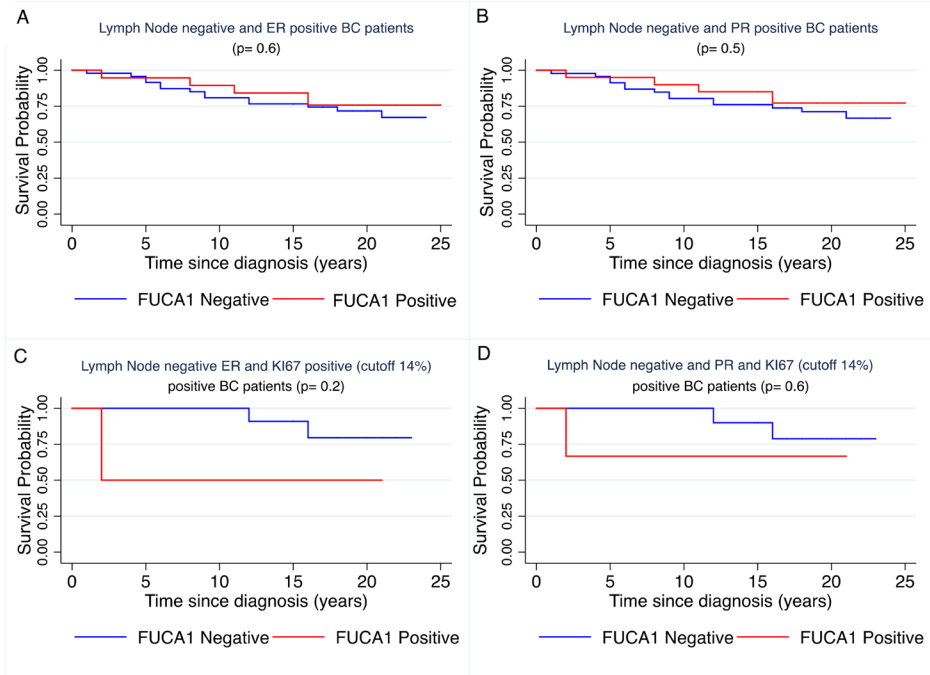 A
Lymph Node negative and ER positive BC patients
(p= 0.6)
Survival Probability
1.00
0.75
0.50
0.25
0.00
0 5 10 15 20 25
Time since diagnosis (years)
FUCA1 Negative FUCA1 Positive
B
Lymph Node negative and PR positive BC patients
(p= 0.5)
Survival Probability
1.00
0.75
0.50
0.25
0.00
0 5 10 15 20 25
Time since diagnosis (years)
FUCA1 Negative FUCA1 Positive
C
Lymph Node negative ER and KI67 positive (cutoff 14%)
positive BC patients (p= 0.2)
Survival Probability
1.00
0.75
0.50
0.25
0.00
0 5 10 15 20 25
Time since diagnosis (years)
FUCA1 Negative FUCA1 Positive
D
Lymph Node negative and PR and KI67 (cutoff 14%)
positive BC patients (p= 0.6)
Survival Probability
1.00
0.75
0.50
0.25
0.00
0 5 10 15 20 25
Time since diagnosis (years)
FUCA1 Negative FUCA1 Positive